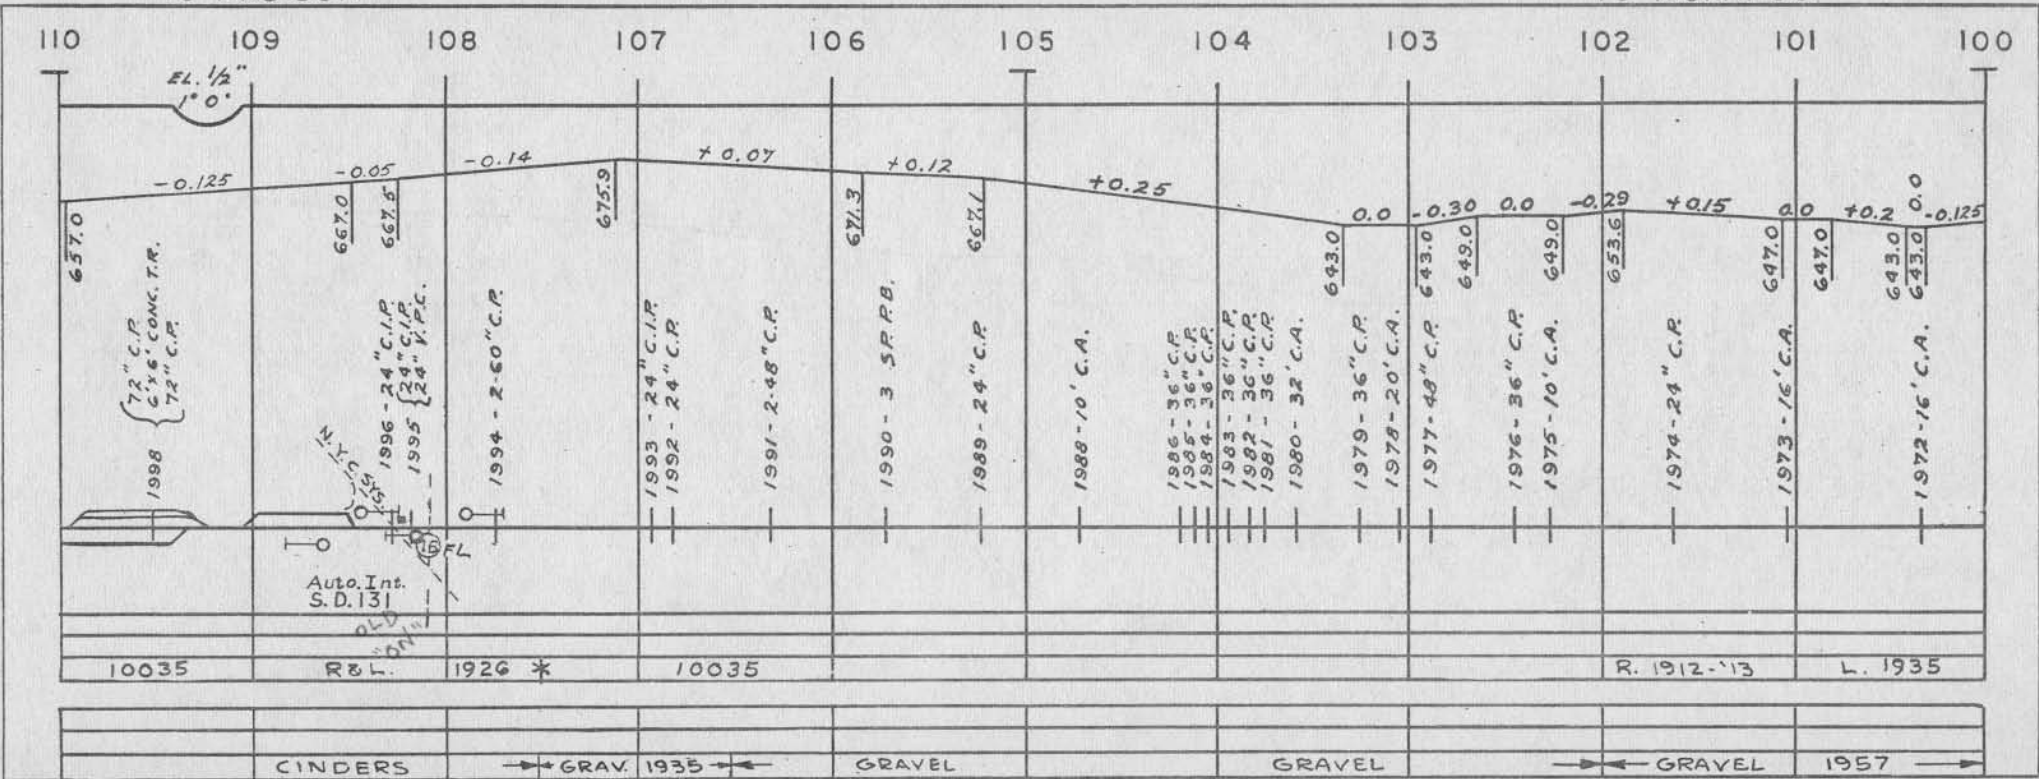 110 109 108 107 106 105 104 103 102 101 100
EL. 1/2"
1° 0'
-0.125 -0.05 -0.14 +0.07 +0.12 +0.25 0.0 -0.30 0.0 -0.29 +0.15 0.0 +0.2 0.0 -0.125
657.0 667.0 667.5 675.9 671.3 667.1 643.0 643.0 649.0 649.0 653.6 647.0 647.0 643.0 643.0
72" C.P.
6'x6' CONC. T.R.
72" C.P.
1998
N.Y.C.
1996 - 24" C.I.P.
1995 24" C.I.P.
24" V.P.C.
1994 - 2-60" C.P.
1993 - 24" C.I.P.
1992 - 24" C.P.
1991 - 2-48" C.P.
1990 - 3 S.P.P.B.
1989 - 24" C.P.
1988 - 10' C.A.
1986 - 36" C.P.
1985 - 36" C.P.
1984 - 36" C.P.
1983 - 36" C.P.
1982 - 36" C.P.
1981 - 36" C.P.
1980 - 32' C.A.
1979 - 36" C.P.
1978 - 20' C.A.
1977 - 48" C.P.
1976 - 36" C.P.
1975 - 10' C.A.
1974 - 24" C.P.
1973 - 16' C.A.
1972 - 16' C.A.
FL
Auto. Int.
S. D. 131
OLD
"ON"
10035 R & L. 1926 * 10035 R. 1912-'13 L. 1935
CINDERS GRAV. 1935 GRAVEL GRAVEL GRAVEL 1957